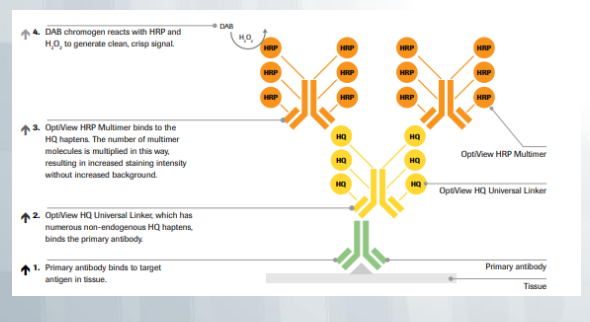 4. DAB chromogen reacts with HRP and
H₂O₂ to generate clean, crisp signal.
DAB
H₂O₂
HRP HRP HRP HRP
HRP HRP HRP HRP
HRP HRP HRP HRP
3. OptiView HRP Multimer binds to the
HQ haptens. The number of multimer
molecules is multiplied in this way,
resulting in increased staining intensity
without increased background.
HQ HQ
HQ HQ
HQ HQ
OptiView HRP Multimer
OptiView HQ Universal Linker
2. OptiView HQ Universal Linker, which has
numerous non-endogenous HQ haptens,
binds the primary antibody.
1. Primary antibody binds to target
antigen in tissue.
Primary antibody
Tissue